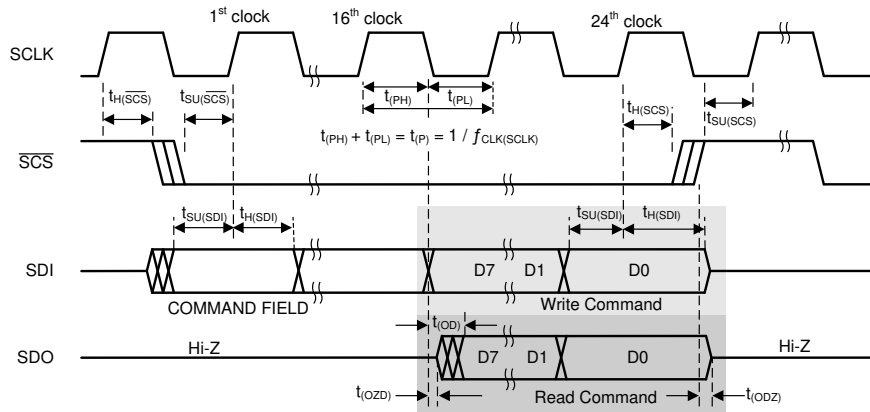 1st clock 16th clock 24th clock
SCLK
tH(SCS) tSU(SCS) t(PH) t(PL) tH(SCS) tSU(SCS)
t(PH) + t(PL) = t(P) = 1 / fCLK(SCLK)
SCS
tSU(SDI) tH(SDI) tSU(SDI) tH(SDI)
SDI D7 D1 D0
COMMAND FIELD Write Command
t(OD)
SDO Hi-Z D7 D1 D0 Hi-Z
t(OZD) Read Command t(ODZ)